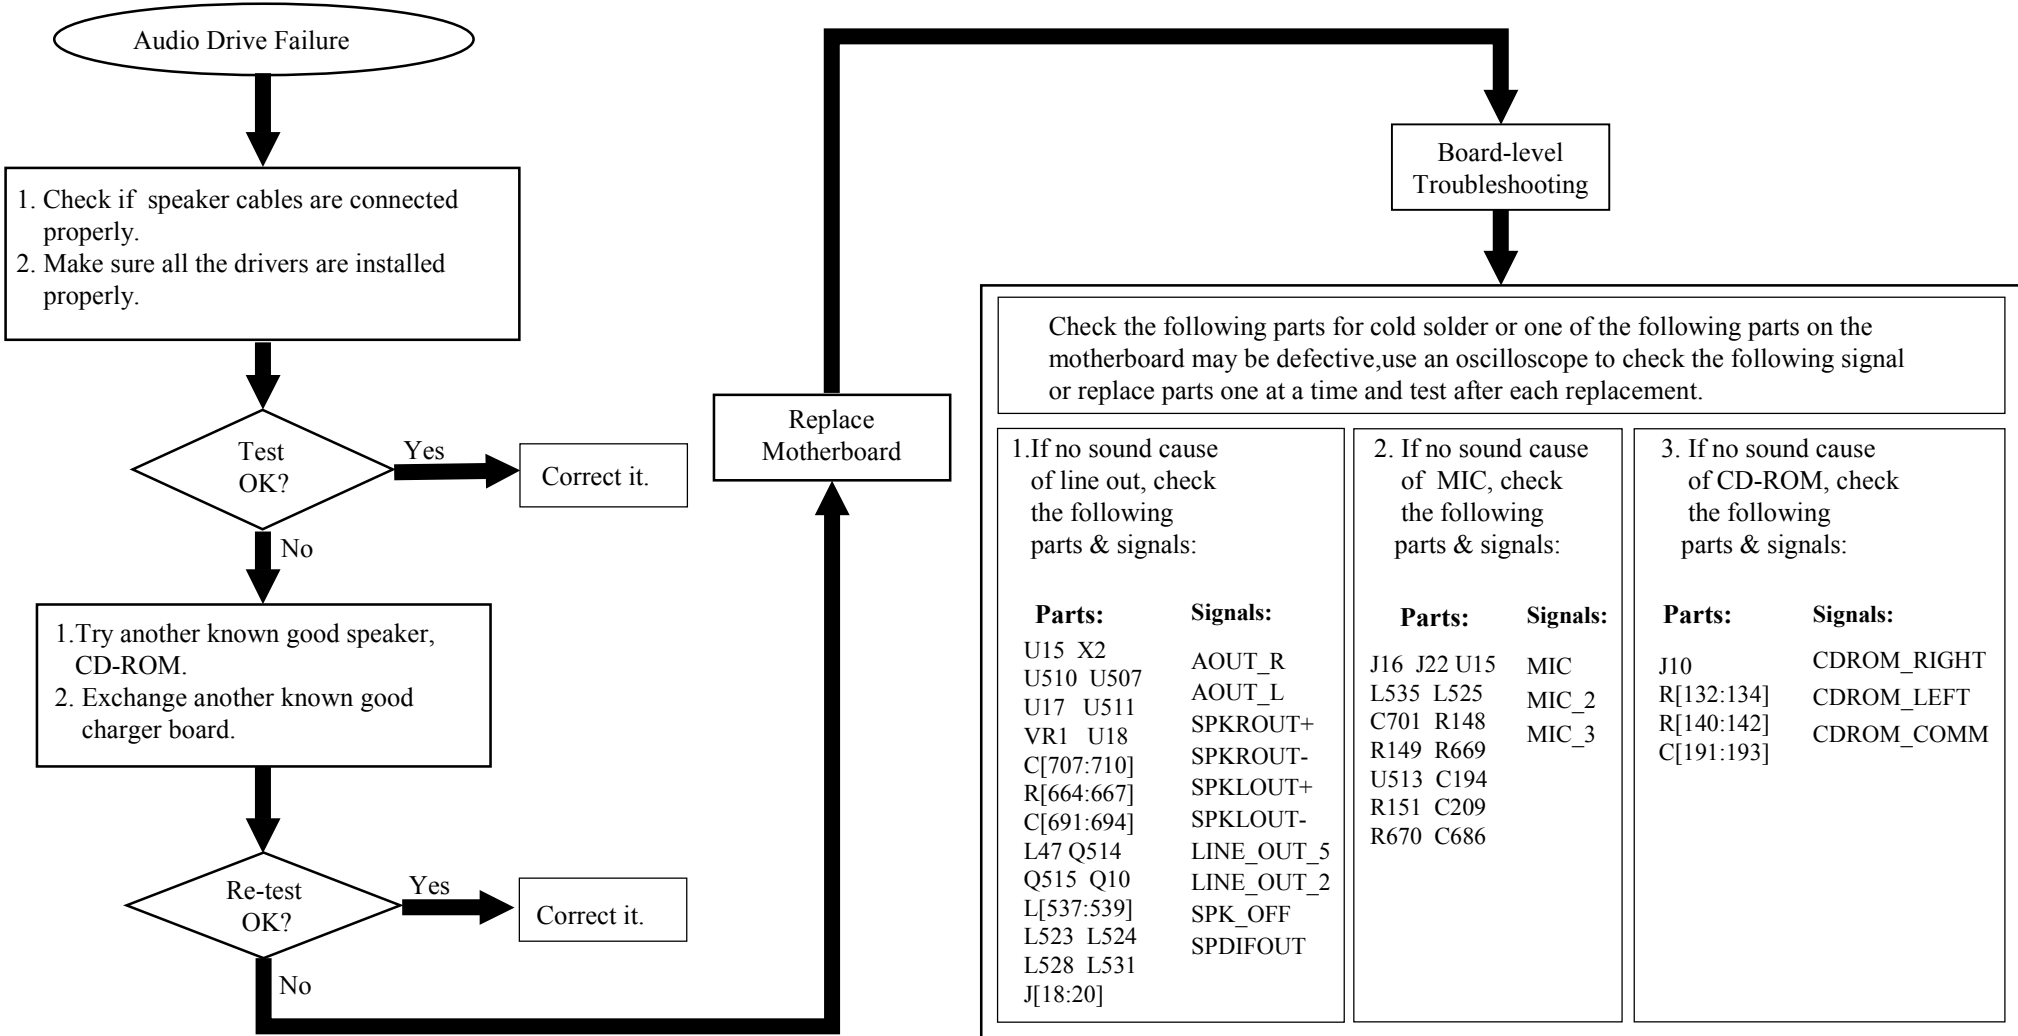 Audio Drive Failure
1. Check if speaker cables are connected
properly.
2. Make sure all the drivers are installed
properly.
Test
OK?
Yes
Correct it.
No
1.Try another known good speaker,
CD-ROM.
2. Exchange another known good
charger board.
Re-test
OK?
Yes
Correct it.
No
Replace
Motherboard
Board-level
Troubleshooting
Check the following parts for cold solder or one of the following parts on the
motherboard may be defective,use an oscilloscope to check the following signal
or replace parts one at a time and test after each replacement.
1.If no sound cause
of line out, check
the following
parts & signals:
Parts:
U15 X2
U510 U507
U17 U511
VR1 U18
C[707:710]
R[664:667]
C[691:694]
L47 Q514
Q515 Q10
L[537:539]
L523 L524
L528 L531
J[18:20]
Signals:
AOUT_R
AOUT_L
SPKROUT+
SPKROUT-
SPKLOUT+
SPKLOUT-
LINE_OUT_5
LINE_OUT_2
SPK_OFF
SPDIFOUT
2. If no sound cause
of MIC, check
the following
parts & signals:
Parts:
J16 J22 U15
L535 L525
C701 R148
R149 R669
U513 C194
R151 C209
R670 C686
Signals:
MIC
MIC_2
MIC_3
3. If no sound cause
of CD-ROM, check
the following
parts & signals:
Parts:
J10
R[132:134]
R[140:142]
C[191:193]
Signals:
CDROM_RIGHT
CDROM_LEFT
CDROM_COMM